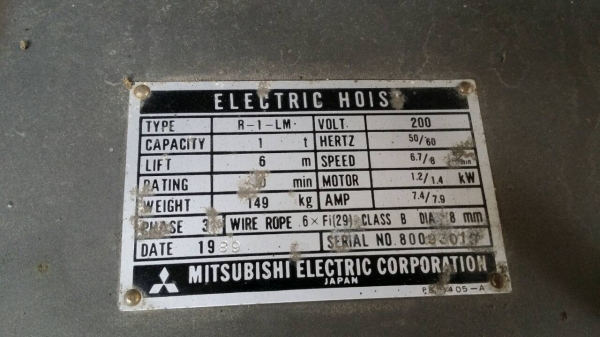 ELECTRIC HOIS
TYPE R-1-LM VOLT 200
CAPACITY 1 t HERTZ 50/60
LIFT 6 m SPEED 6.7/8
RATING min MOTOR 1.2/1.4 kW
WEIGHT 149 kg AMP 7.4/7.9
PHASE 3 WIRE ROPE 6×Fi(29) CLASS B DIA 8 mm
DATE 1989 SERIAL NO.
MITSUBISHI ELECTRIC CORPORATION
JAPAN